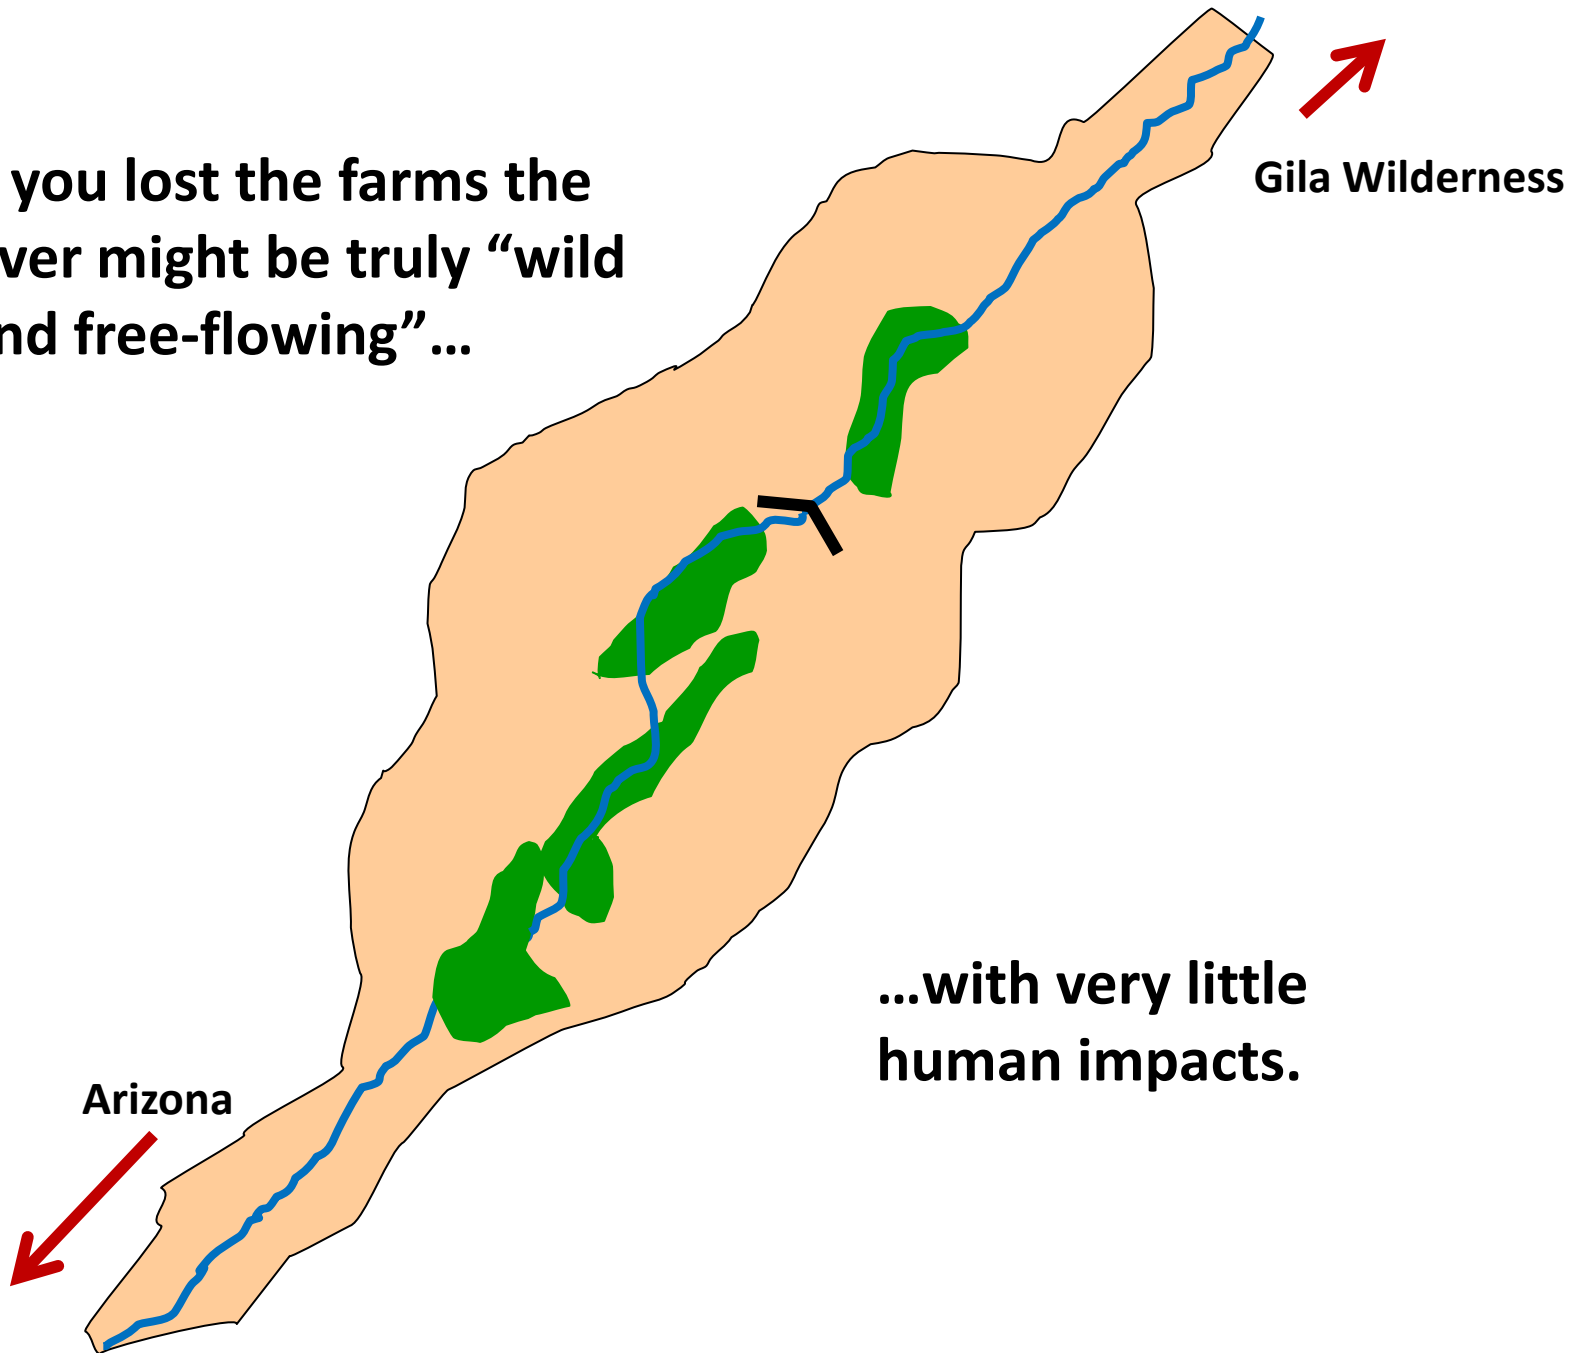 you lost the farms the
ver might be truly “wild
nd free-flowing”…
Gila Wilderness
…with very little
human impacts.
Arizona